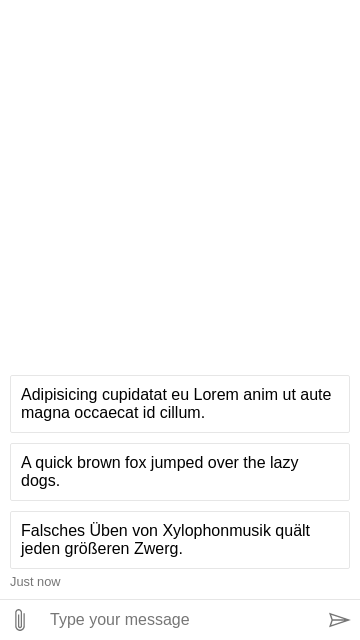 Adipisicing cupidatat eu Lorem anim ut aute
magna occaecat id cillum.
A quick brown fox jumped over the lazy
dogs.
Falsches Üben von Xylophonmusik quält
jeden größeren Zwerg.
Just now
Type your message